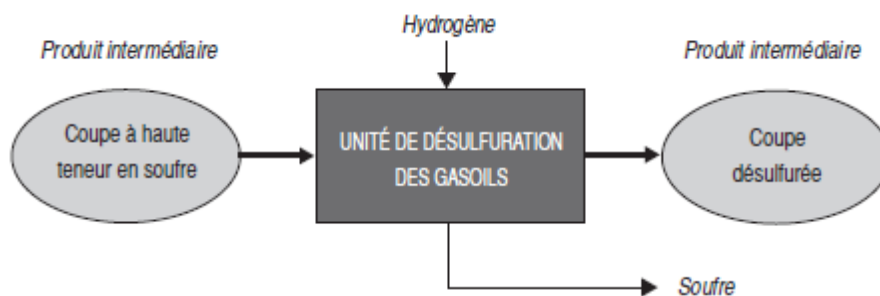 Hydrogène
Produit intermédiaire
Produit intermédiaire
Coupe à haute
teneur en soufre
UNITÉ DE DÉSULFURATION
DES GASOILS
Coupe
désulfurée
Soufre